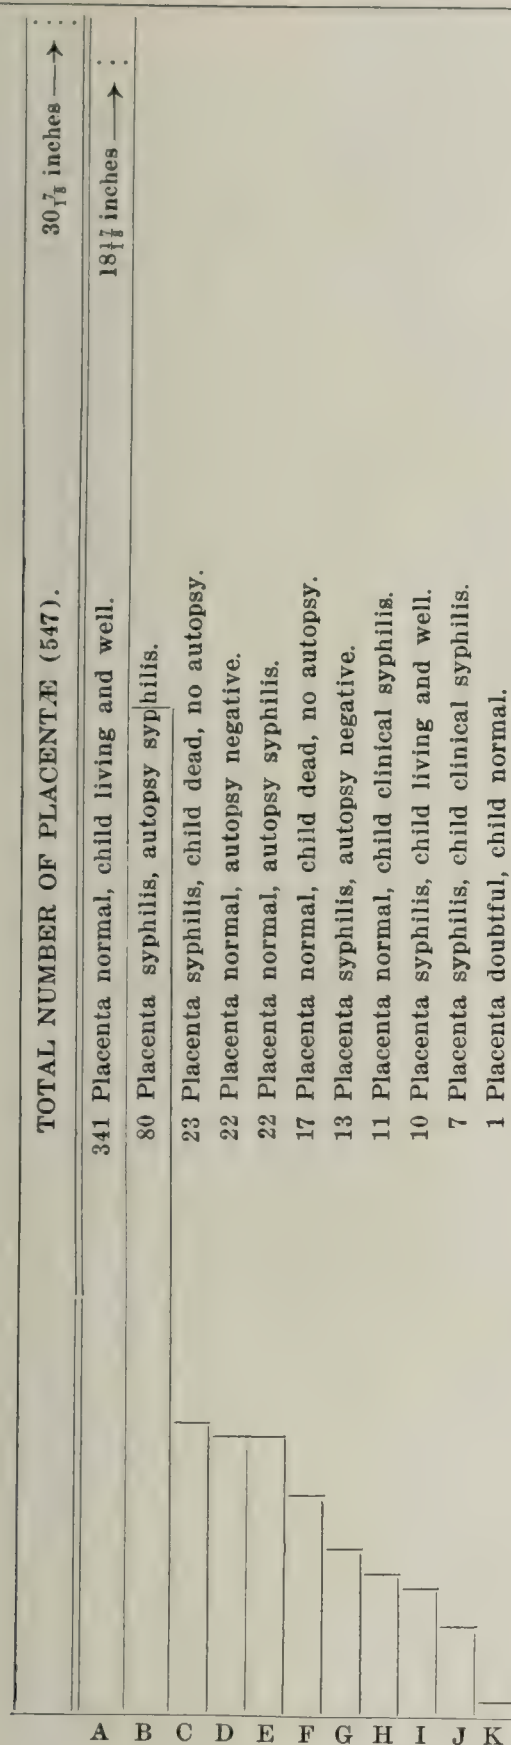 TOTAL NUMBER OF PLACENTÆ (547). 30 7/18 inches ⟶ ....
A 341 Placenta normal, child living and well. 18 17/18 inches ⟶ ...
B 80 Placenta syphilis, autopsy syphilis.
C 23 Placenta syphilis, child dead, no autopsy.
D 22 Placenta normal, autopsy negative.
E 22 Placenta normal, autopsy syphilis.
F 17 Placenta normal, child dead, no autopsy.
G 13 Placenta syphilis, autopsy negative.
H 11 Placenta normal, child clinical syphilis.
I 10 Placenta syphilis, child living and well.
J 7 Placenta syphilis, child clinical syphilis.
K 1 Placenta doubtful, child normal.